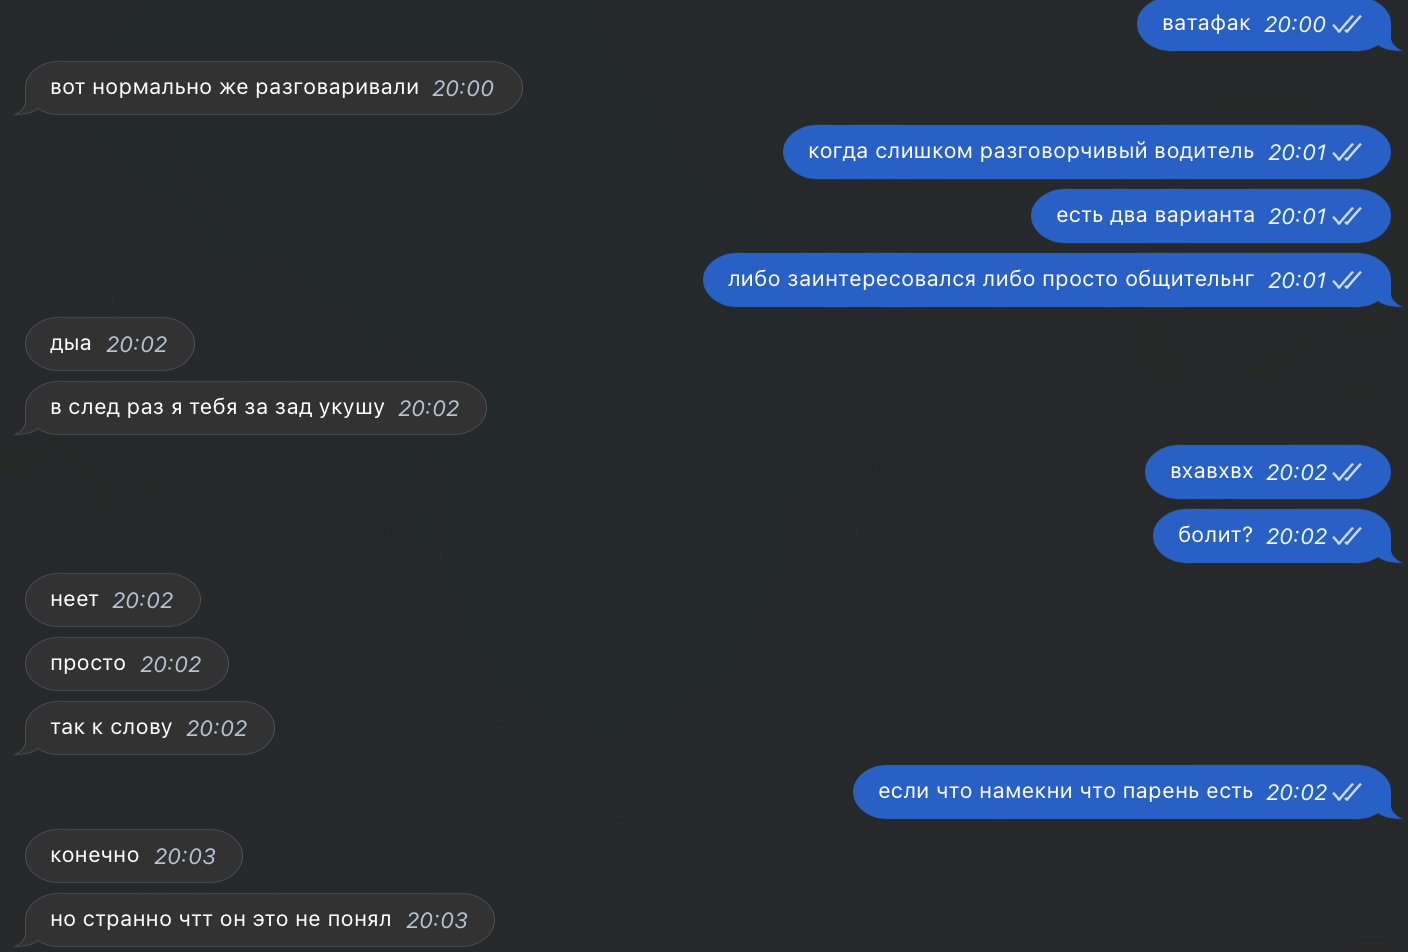 ватафак 20:00
вот нормально же разговаривали 20:00
когда слишком разговорчивый водитель 20:01
есть два варианта 20:01
либо заинтересовался либо просто общительнг 20:01
дыа 20:02
в след раз я тебя за зад укушу 20:02
вхавхвх 20:02
болит? 20:02
неет 20:02
просто 20:02
так к слову 20:02
если что намекни что парень есть 20:02
конечно 20:03
но странно чтт он это не понял 20:03